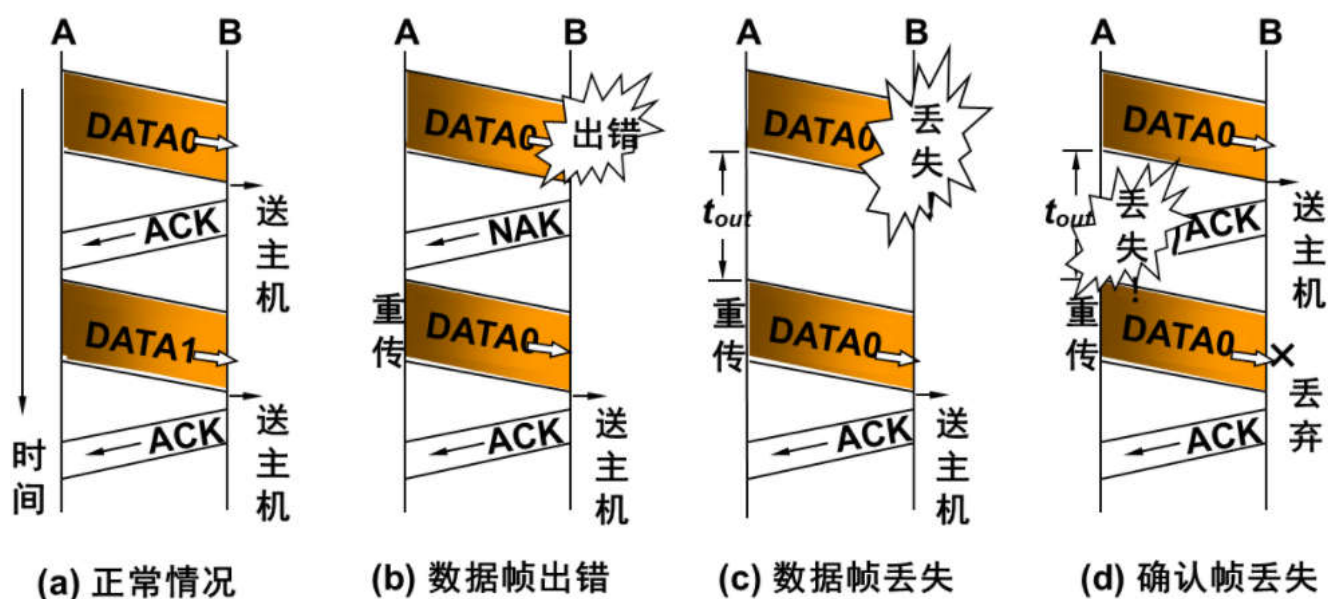 A
B
DATA0
送主机
ACK
DATA1
送主机
ACK
时间
(a) 正常情况
A
B
DATA0
出错
NAK
重传
DATA0
送主机
ACK
(b) 数据帧出错
A
B
DATA0
丢失!
tout
重传
DATA0
送主机
ACK
(c) 数据帧丢失
A
B
DATA0
送主机
tout
丢失!
ACK
重传
DATA0
×
丢弃
ACK
(d) 确认帧丢失